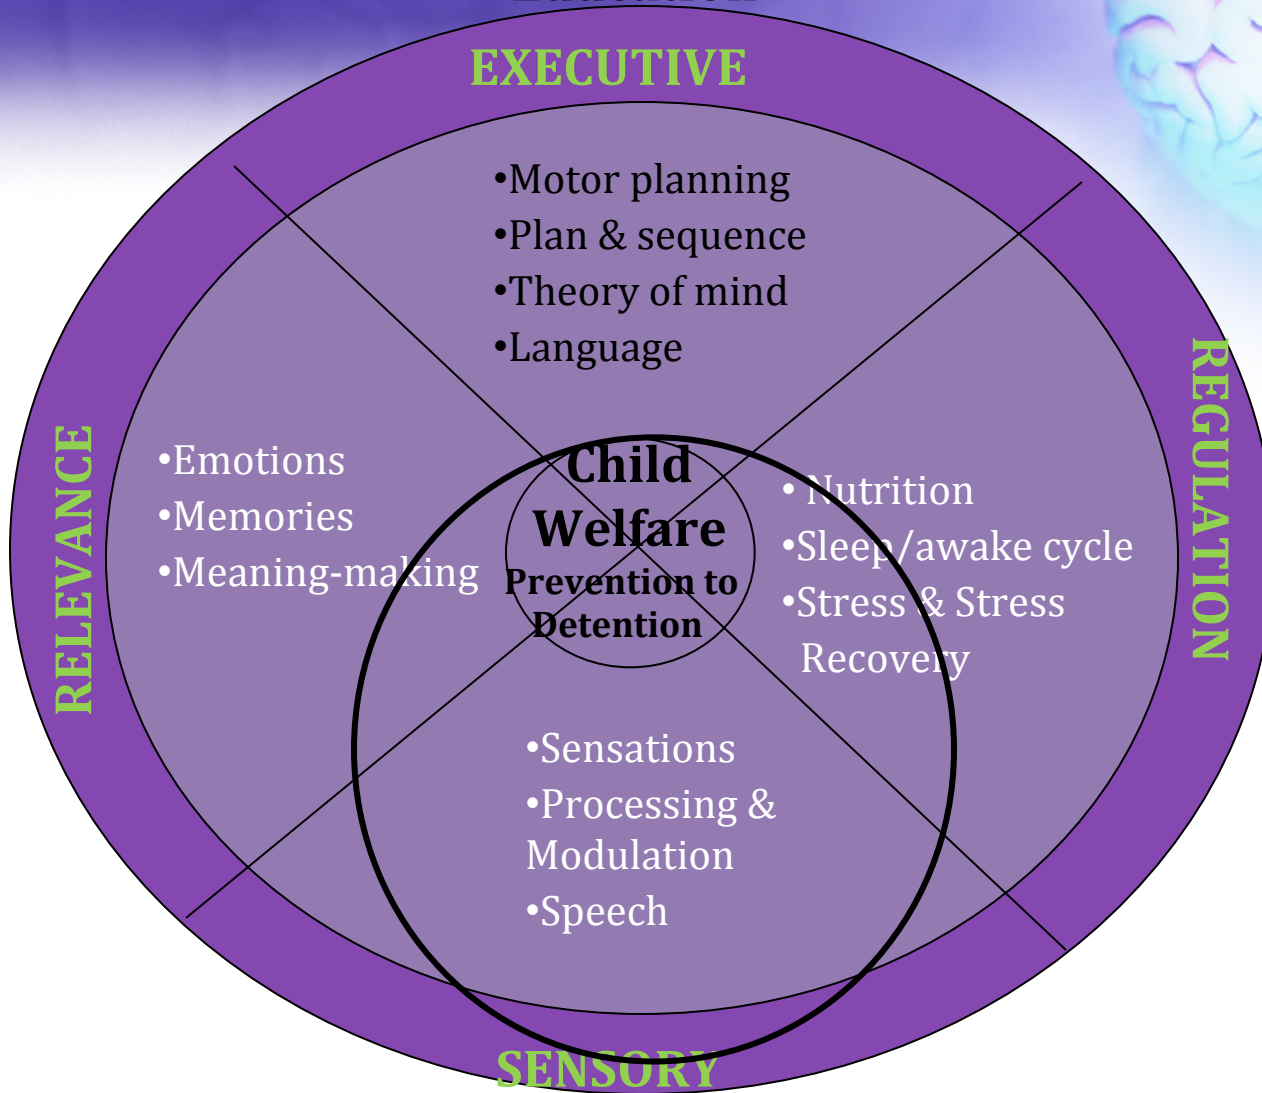 EXECUTIVE
•Motor planning
•Plan & sequence
•Theory of mind
•Language
RELEVANCE
•Emotions
•Memories
•Meaning-making
Child
Welfare
Prevention to
Detention
• Nutrition
•Sleep/awake cycle
•Stress & Stress
Recovery
REGULATION
•Sensations
•Processing &
Modulation
•Speech
SENSORY